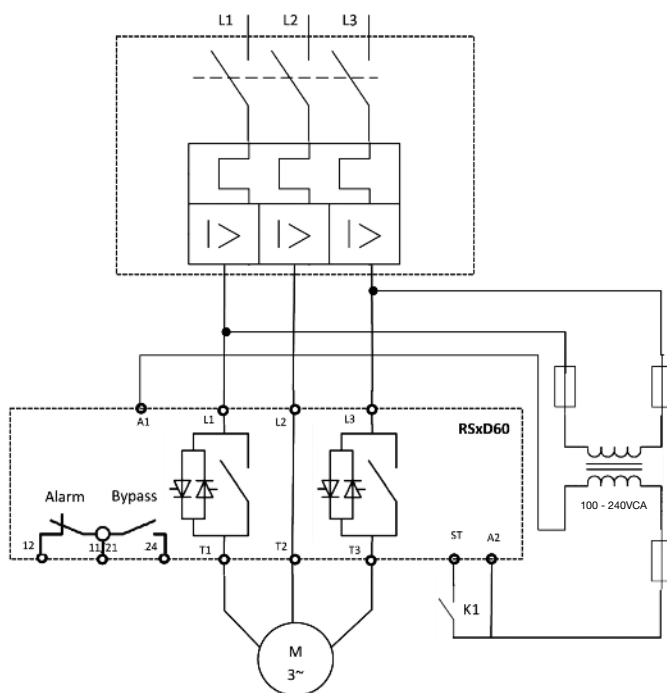 L1 L2 L3
I> I> I>
A1 L1 L2 L3 RSxD60
Alarm Bypass
100 - 240VCA
12 11 21 24 T1 T2 T3 ST A2
K1
M
3~